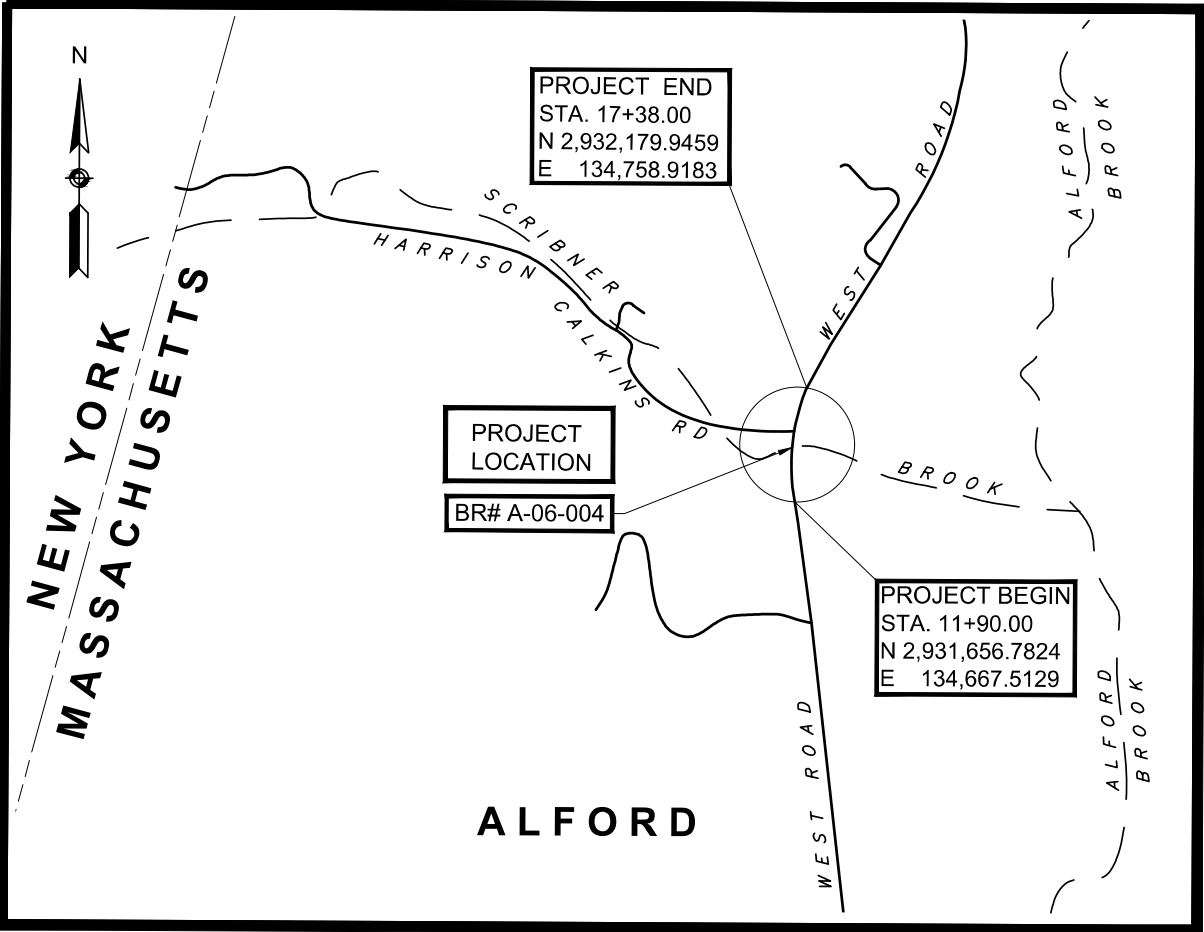 N
PROJECT END
STA. 17+38.00
N 2,932,179.9459
E 134,758.9183
WEST ROAD
ALFORD
BROOK
SCRIBNER
HARRISON CALKINS RD
NEW YORK
MASSACHUSETTS
PROJECT
LOCATION
BR# A-06-004
BROOK
PROJECT BEGIN
STA. 11+90.00
N 2,931,656.7824
E 134,667.5129
WEST ROAD
ALFORD
BROOK
ALFORD